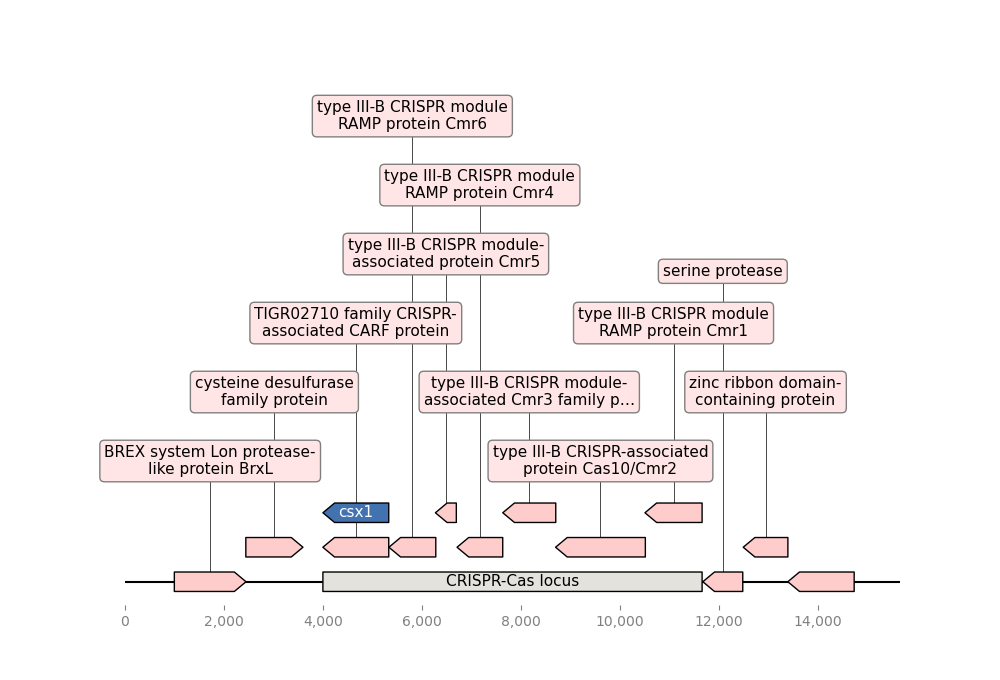 type III-B CRISPR module
RAMP protein Cmr6
type III-B CRISPR module
RAMP protein Cmr4
type III-B CRISPR module-
associated protein Cmr5
serine protease
TIGR02710 family CRISPR-
associated CARF protein
type III-B CRISPR module
RAMP protein Cmr1
cysteine desulfurase
family protein
type III-B CRISPR module-
associated Cmr3 family p...
zinc ribbon domain-
containing protein
BREX system Lon protease-
like protein BrxL
type III-B CRISPR-associated
protein Cas10/Cmr2
csx1
CRISPR-Cas locus
0 2,000 4,000 6,000 8,000 10,000 12,000 14,000